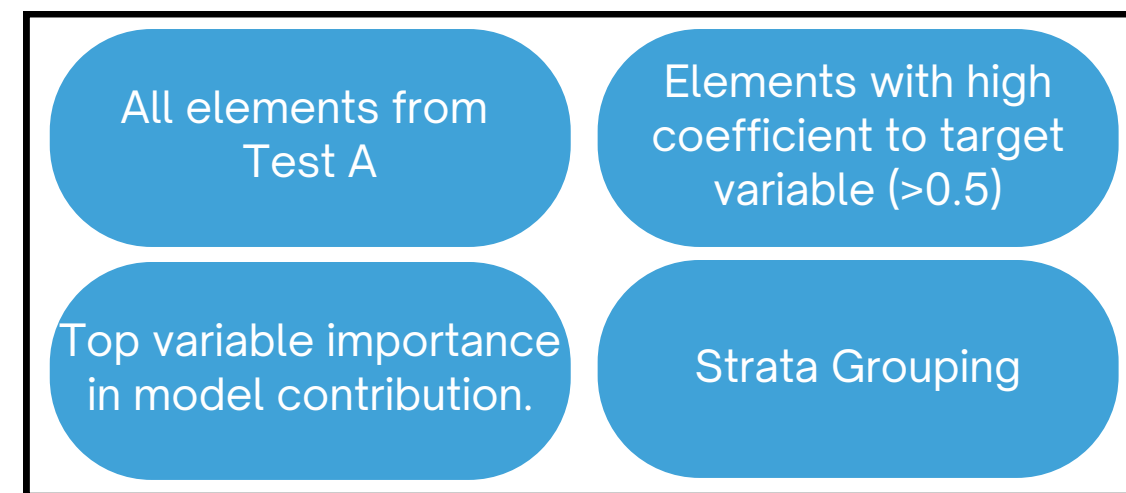 All elements from
Test A
Elements with high
coefficient to target
variable (>0.5)
Top variable importance
in model contribution.
Strata Grouping